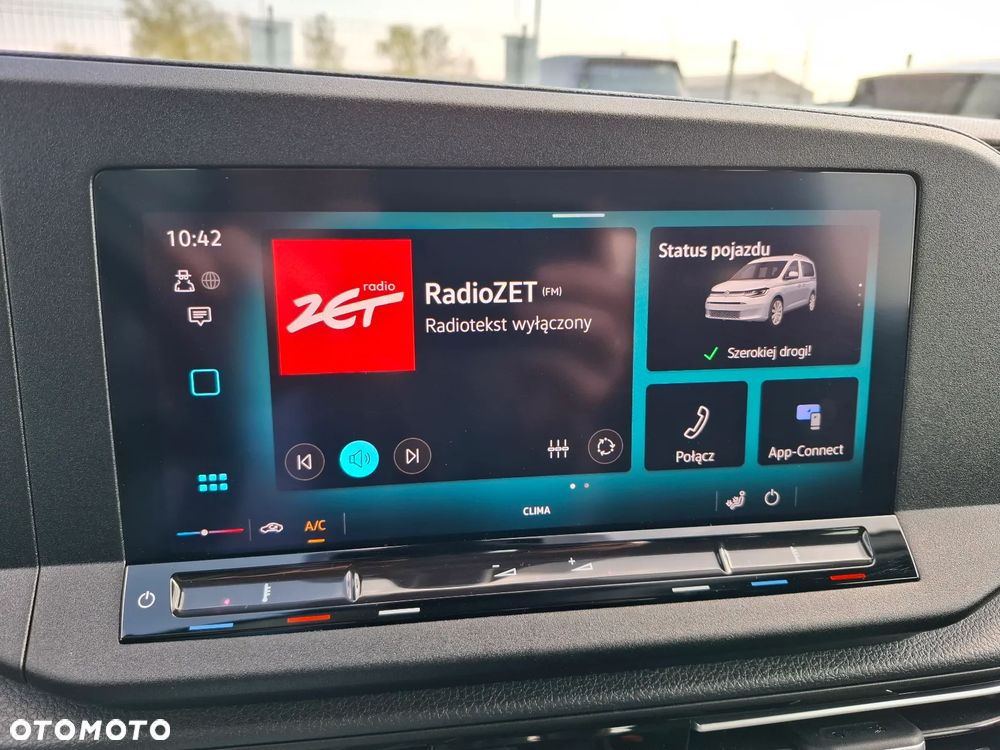 10:42
radio
ZET
RadioZET (FM)
Radiotekst wyłączony
Status pojazdu
Szerokiej drogi!
Połącz
App-Connect
CLIMA
A/C
OTOMOTO